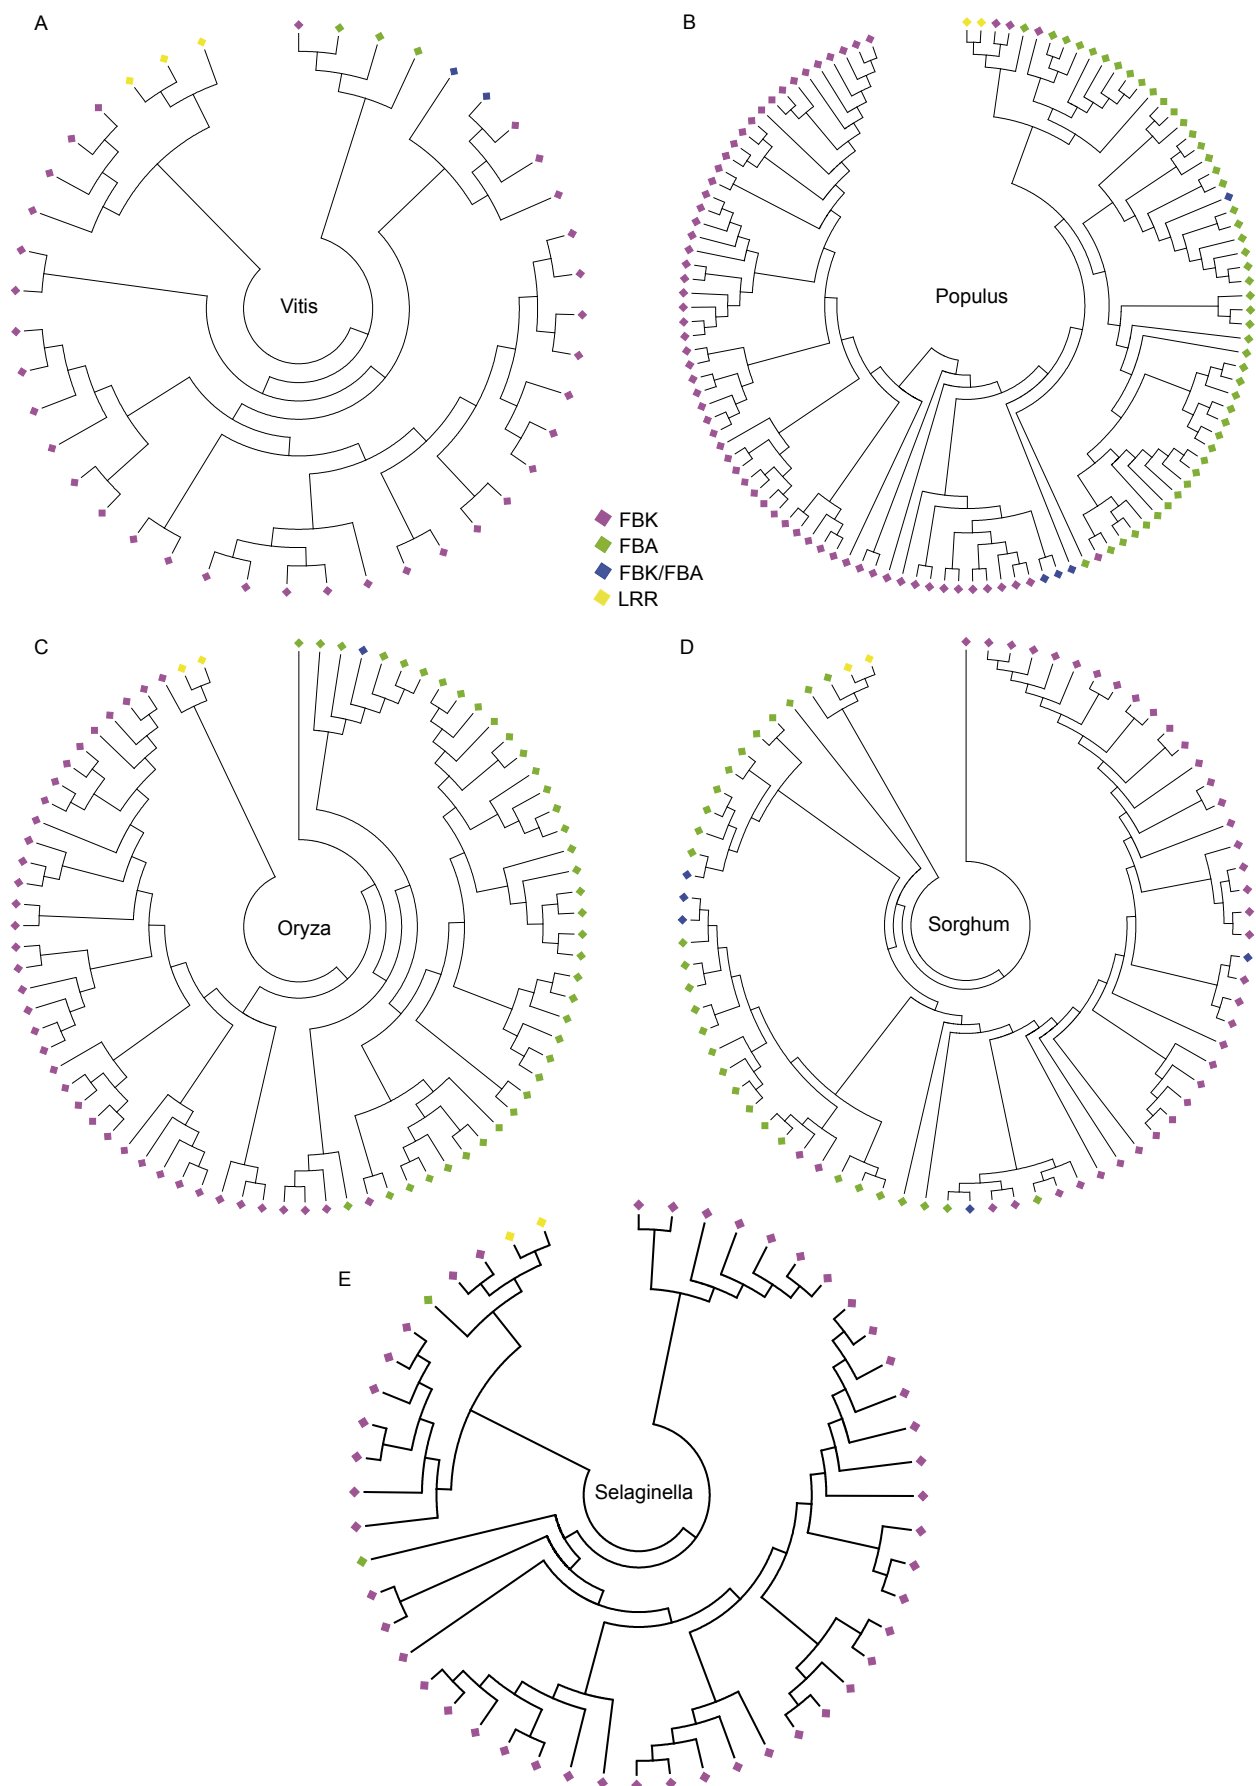 A
B
Vitis
Populus
FBK
FBA
FBK/FBA
LRR
C
D
Oryza
Sorghum
E
Selaginella